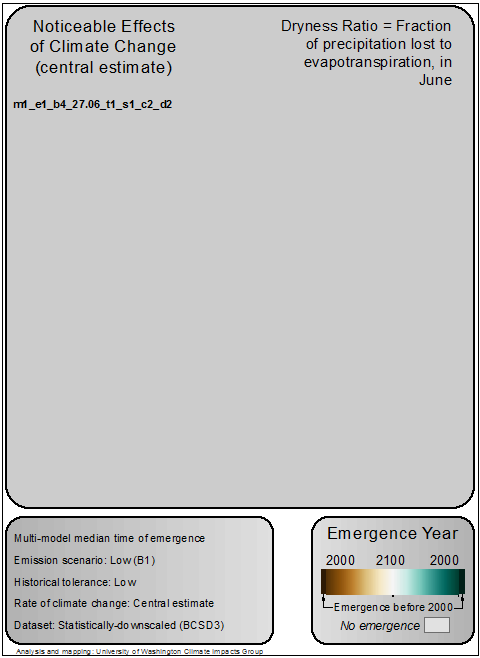 Noticeable Effects
of Climate Change
(central estimate)
Dryness Ratio = Fraction
of precipitation lost to
evapotranspiration, in
June
m1_e1_b4_27.06_t1_s1_c2_d2
Multi-model median time of emergence
Emission scenario: Low (B1)
Historical tolerance: Low
Rate of climate change: Central estimate
Dataset: Statistically-downscaled (BCSD3)
Emergence Year
2000 2100 2000
Emergence before 2000
No emergence
Analysis and mapping: University of Washington Climate Impacts Group